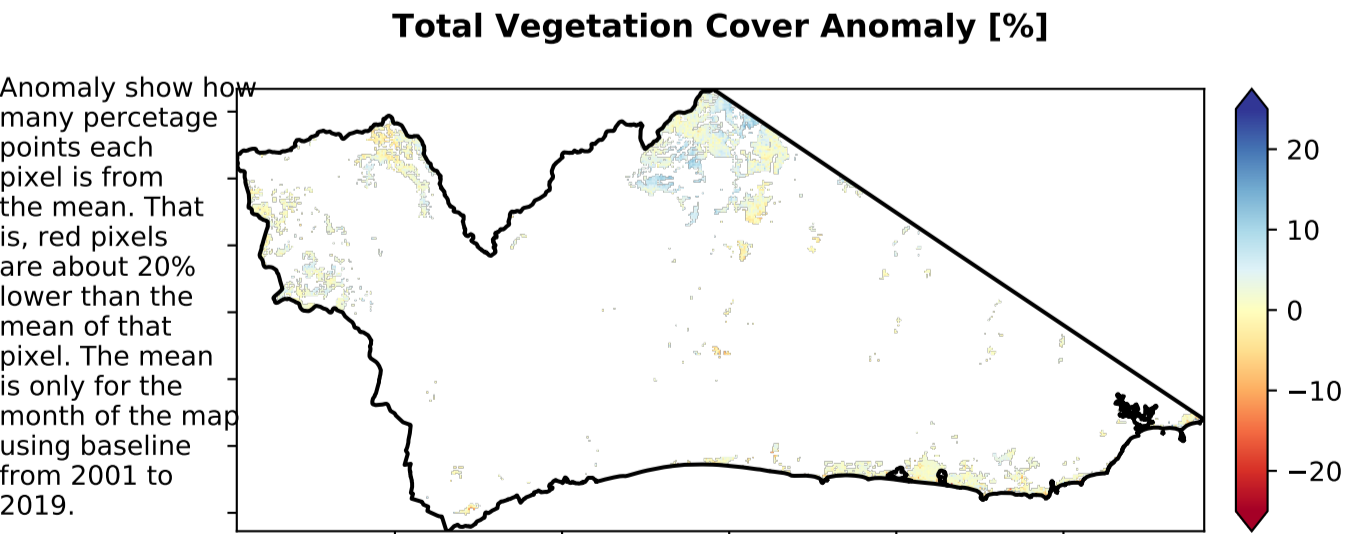 Total Vegetation Cover Anomaly [%]
Anomaly show how
many percetage
points each
pixel is from
the mean. That
is, red pixels
are about 20%
lower than the
mean of that
pixel. The mean
is only for the
month of the map
using baseline
from 2001 to
2019.
20
10
0
−10
−20